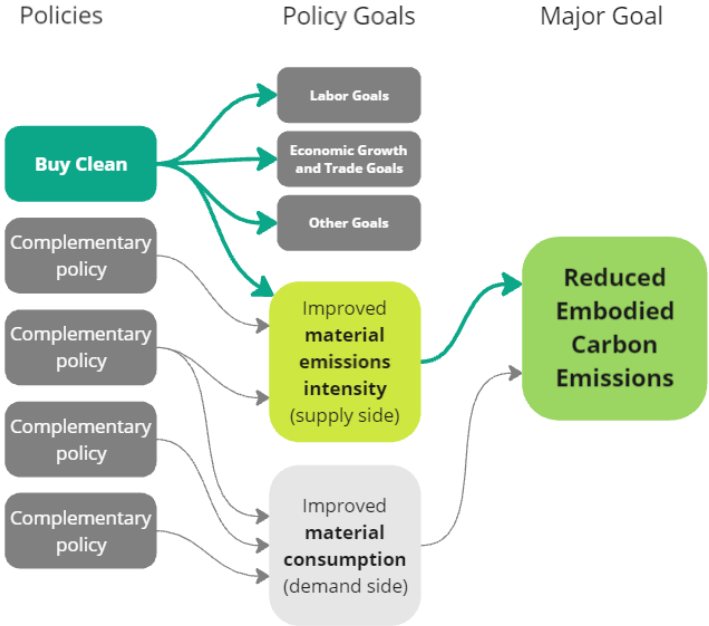 Policies
Policy Goals
Major Goal
Buy Clean
Complementary
policy
Complementary
policy
Complementary
policy
Complementary
policy
Labor Goals
Economic Growth
and Trade Goals
Other Goals
Improved
material
emissions
intensity
(supply side)
Improved
material
consumption
(demand side)
Reduced
Embodied
Carbon
Emissions